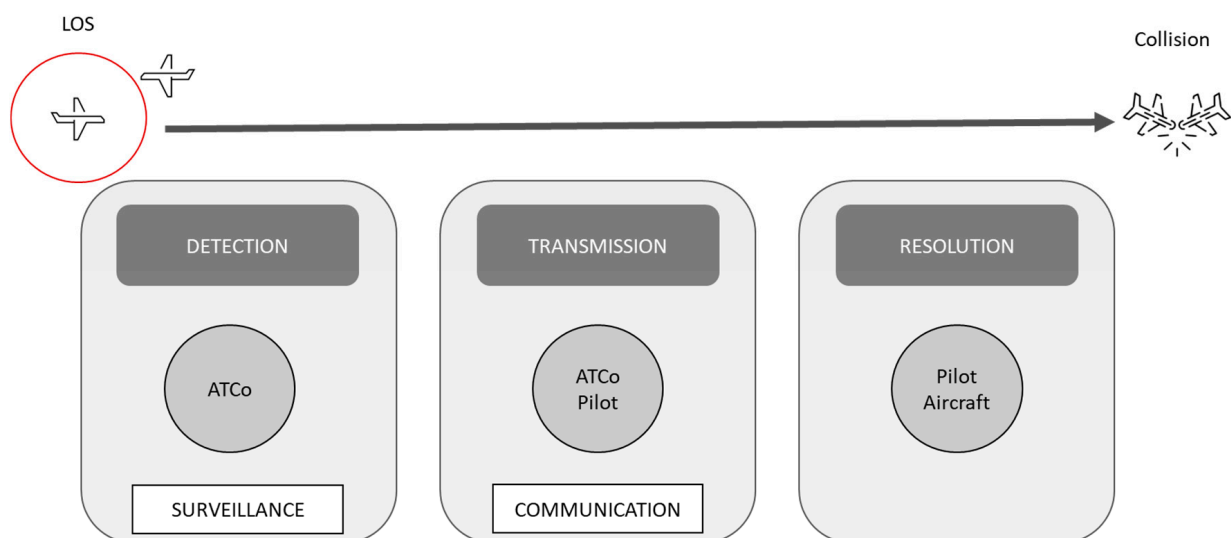 LOS
Collision
DETECTION
TRANSMISSION
RESOLUTION
ATCo
ATCo
Pilot
Pilot
Aircraft
SURVEILLANCE
COMMUNICATION